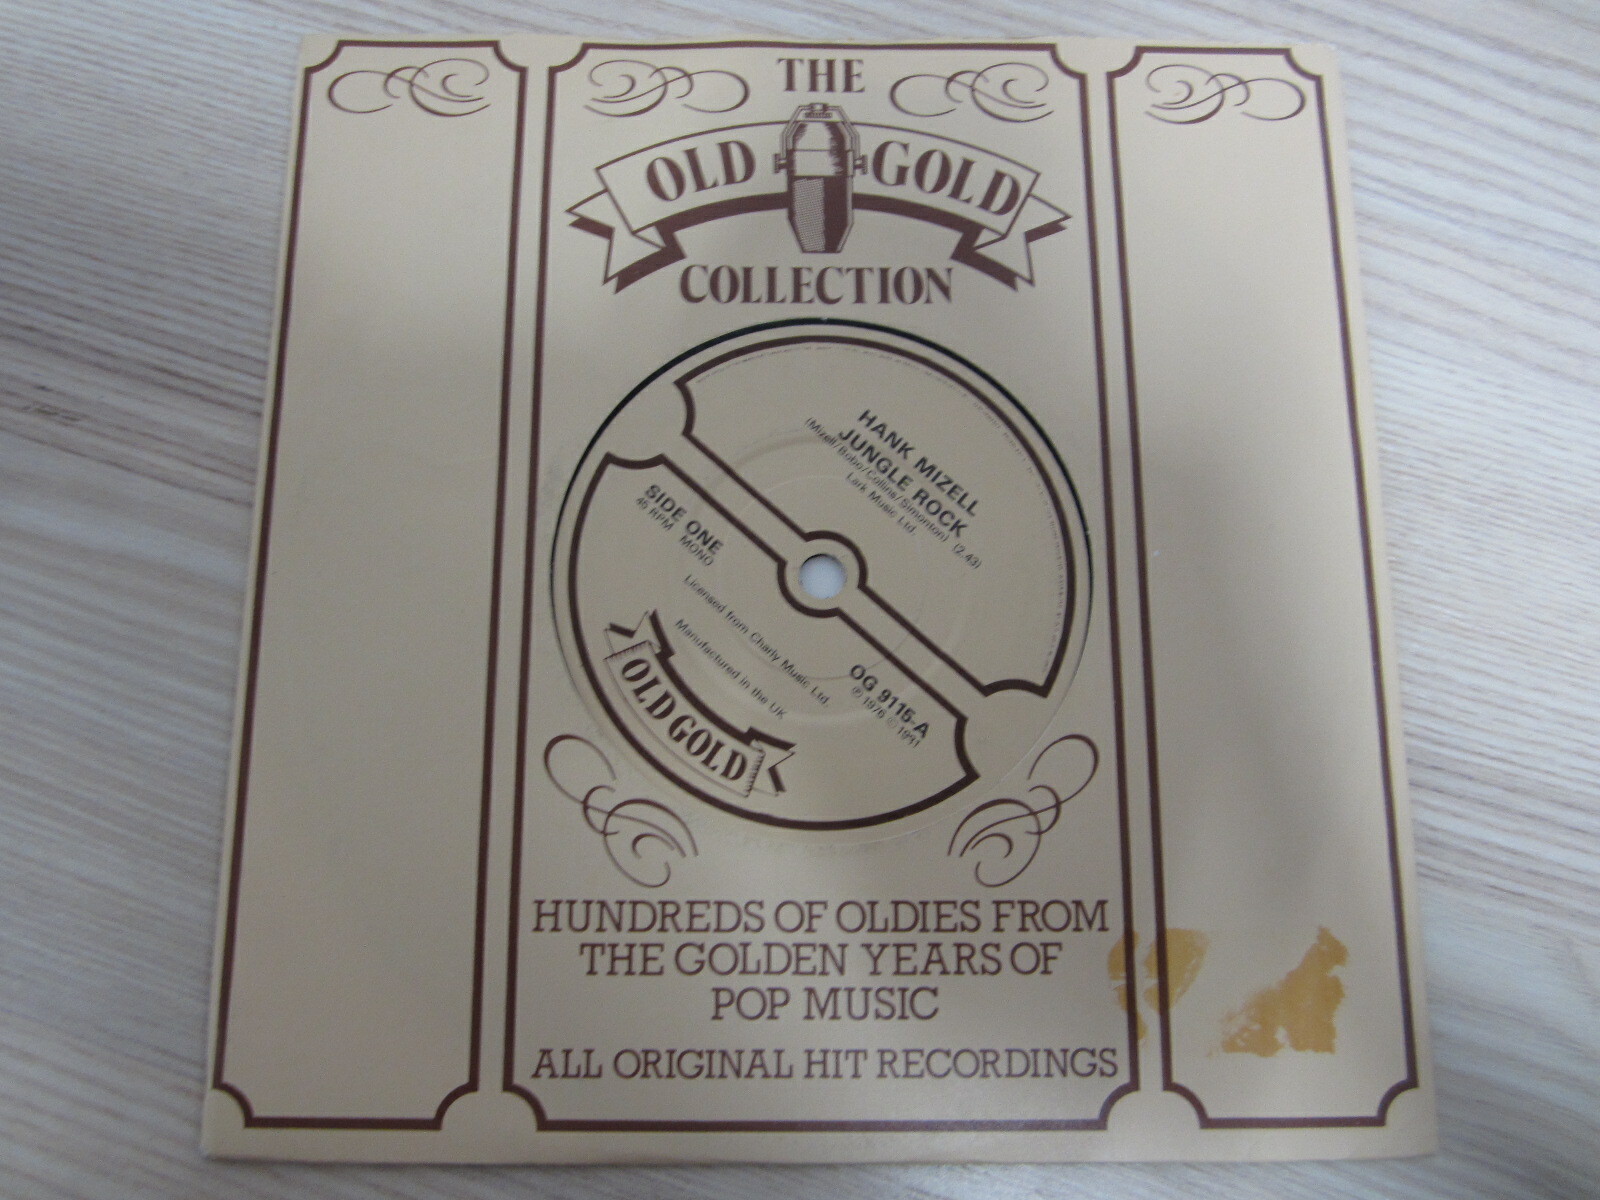 THE
OLD GOLD
COLLECTION
HANK MIZELL
JUNGLE ROCK (2.43)
(Mizell/Bobo/Collins/Simonton)
Lark Music Ltd.
SIDE ONE
45 RPM MONO
Licensed from Charly Music Ltd.
Manufactured in the UK
OG 9115-A
℗ 1976 © 1991
OLD GOLD
HUNDREDS OF OLDIES FROM
THE GOLDEN YEARS OF
POP MUSIC
ALL ORIGINAL HIT RECORDINGS